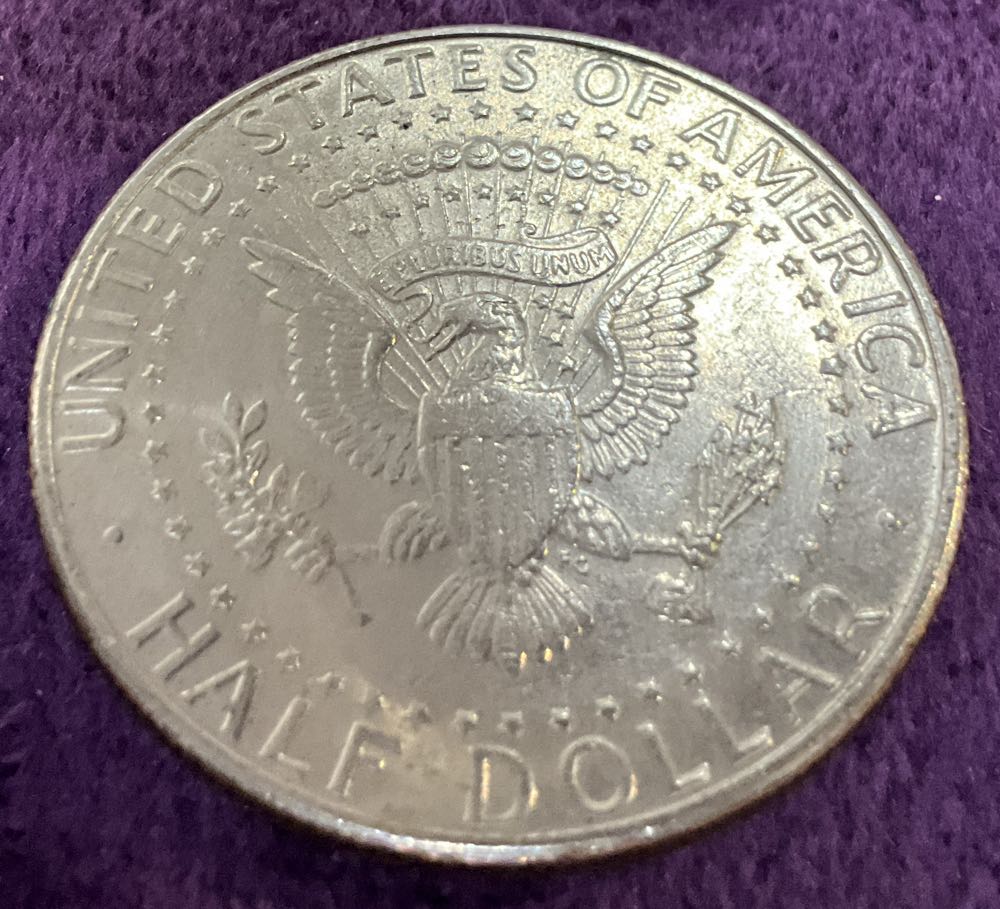 UNITED STATES OF AMERICA
E PLURIBUS UNUM
HALF DOLLAR